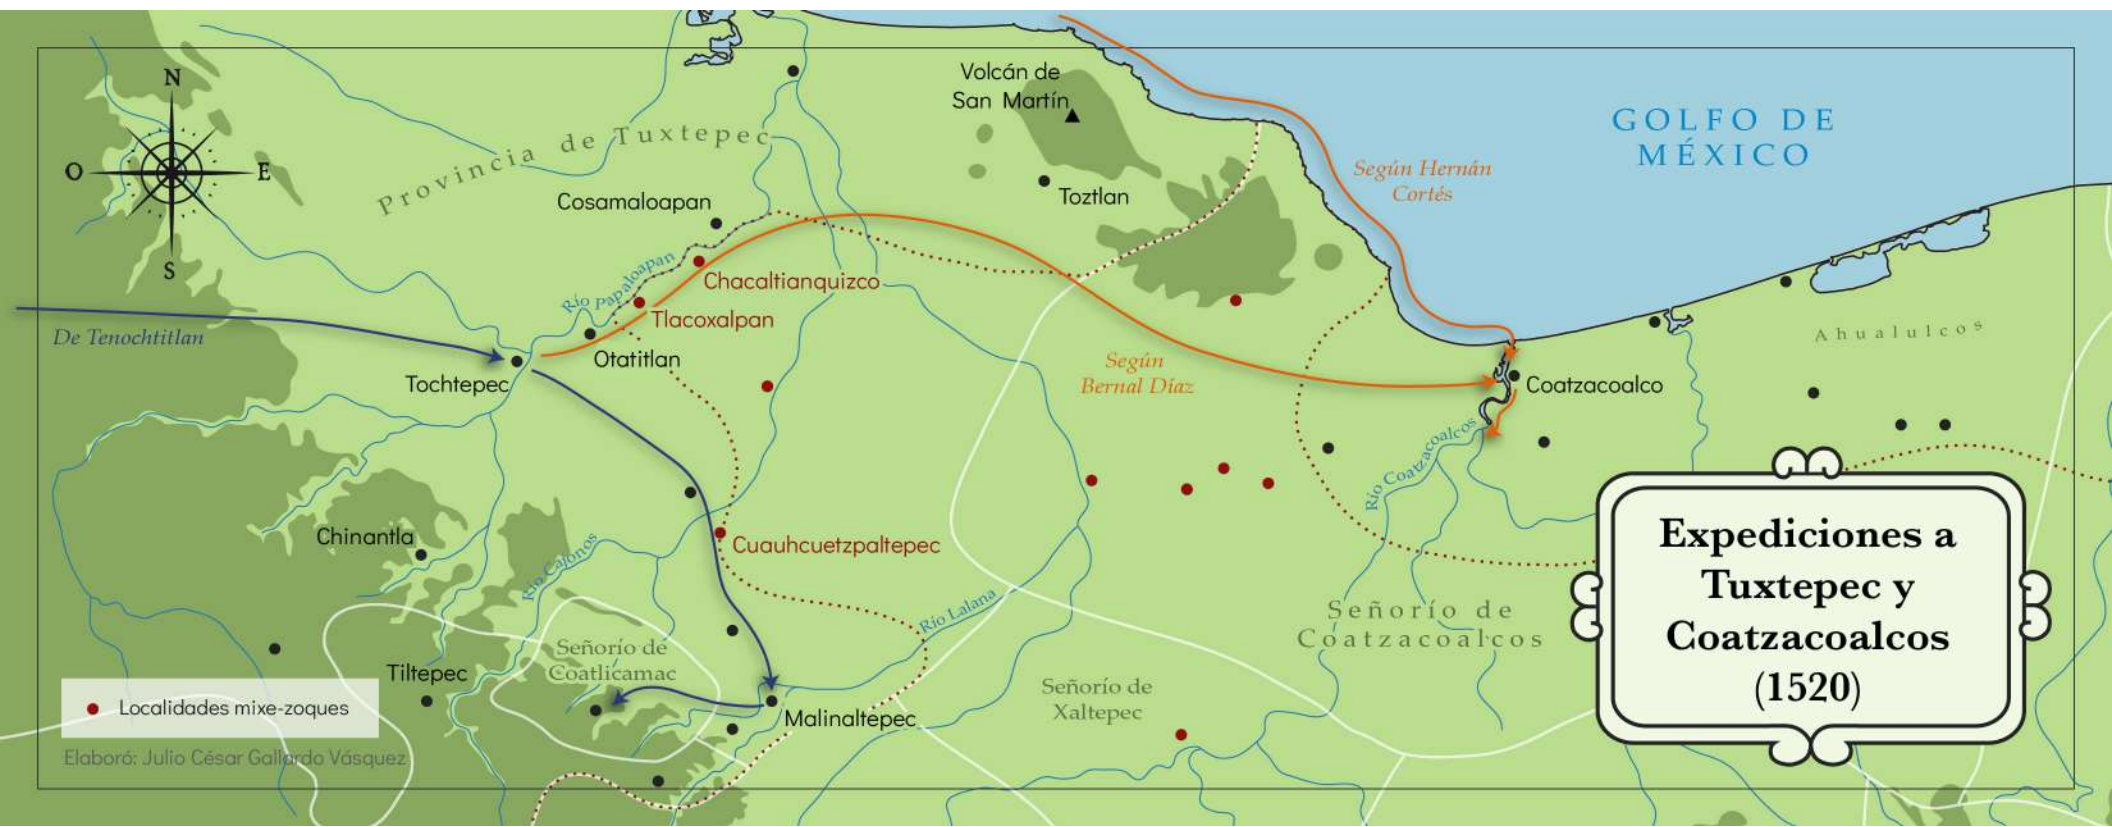 N
O
E
S
Volcán de
San Martín
GOLFO DE
MÉXICO
Provincia de Tuxtepec
Según Hernán
Cortés
Cosamaloapan
Toztlan
Río Papaloapan
Chacaltianquizco
Tlacoxalpan
De Tenochtitlan
Otatitlan
Tochtepec
Según
Bernal Díaz
Ahualulcos
Coatzacoalco
Río Coatzacoalcos
Chinantla
Cuauhcuetzpaltepec
Río Cajonos
Río Lalana
Señorío de
Coatzacoalcos
Señorío de
Coatlicamac
Tiltepec
Señorío de
Xaltepec
Malinaltepec
Localidades mixe-zoques
Elaboró: Julio César Gallardo Vásquez
Expediciones a
Tuxtepec y
Coatzacoalcos
(1520)